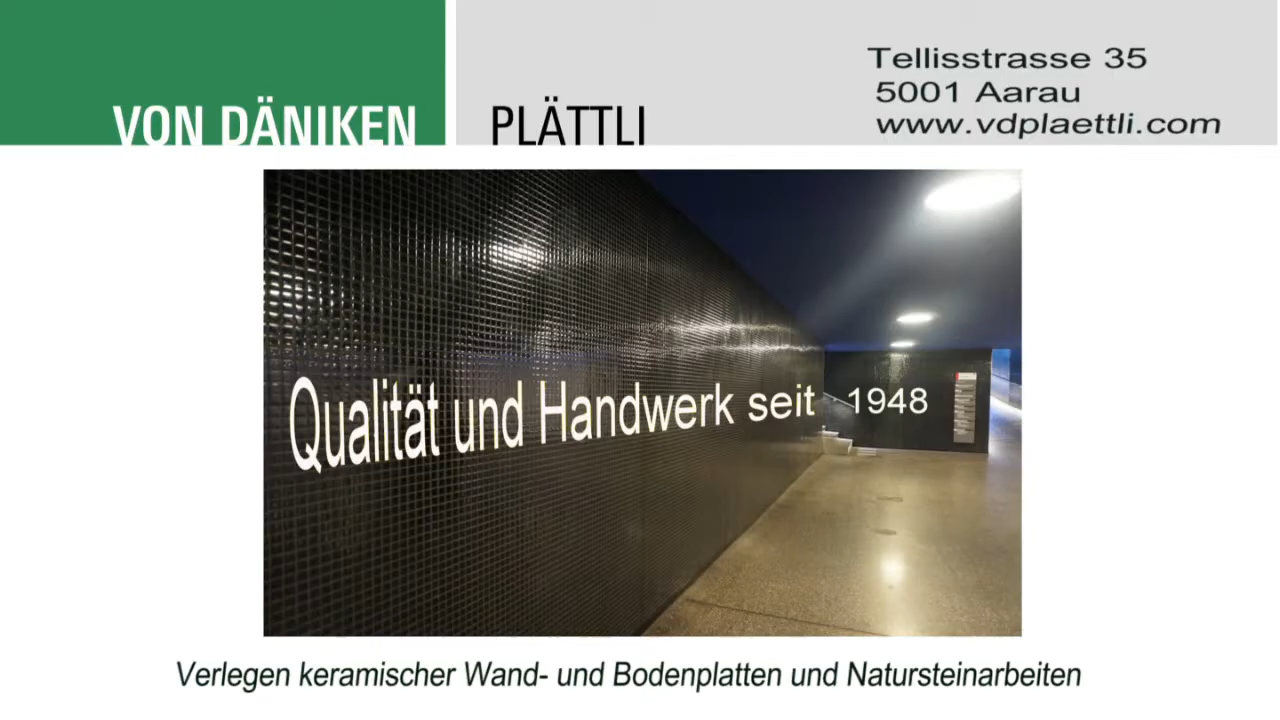 VON DÄNIKEN PLÄTTLI
Tellisstrasse 35
5001 Aarau
www.vdplaettli.com
Qualität und Handwerk seit 1948
Verlegen keramischer Wand- und Bodenplatten und Natursteinarbeiten